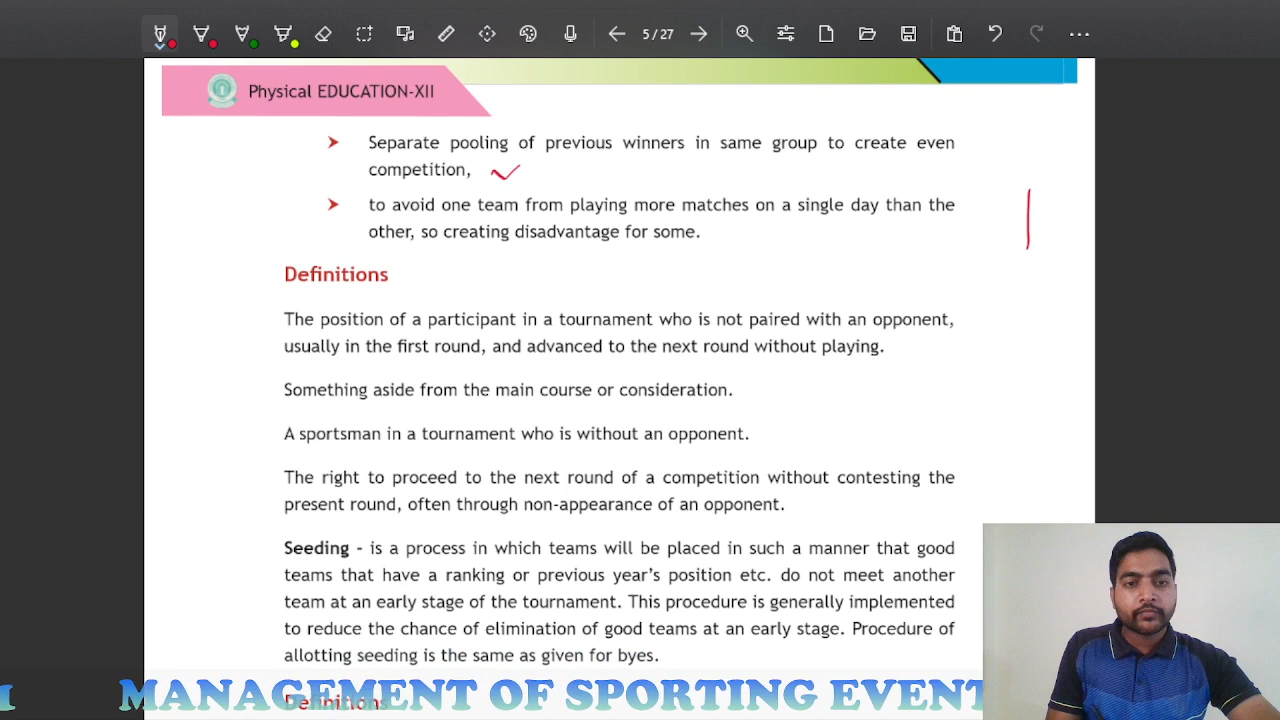 5 / 27
Physical EDUCATION-XII
Separate pooling of previous winners in same group to create even
competition,
to avoid one team from playing more matches on a single day than the
other, so creating disadvantage for some.
Definitions
The position of a participant in a tournament who is not paired with an opponent,
usually in the first round, and advanced to the next round without playing.
Something aside from the main course or consideration.
A sportsman in a tournament who is without an opponent.
The right to proceed to the next round of a competition without contesting the
present round, often through non-appearance of an opponent.
Seeding - is a process in which teams will be placed in such a manner that good
teams that have a ranking or previous year's position etc. do not meet another
team at an early stage of the tournament. This procedure is generally implemented
to reduce the chance of elimination of good teams at an early stage. Procedure of
allotting seeding is the same as given for byes.
MANAGEMENT OF SPORTING EVENT
Definitions